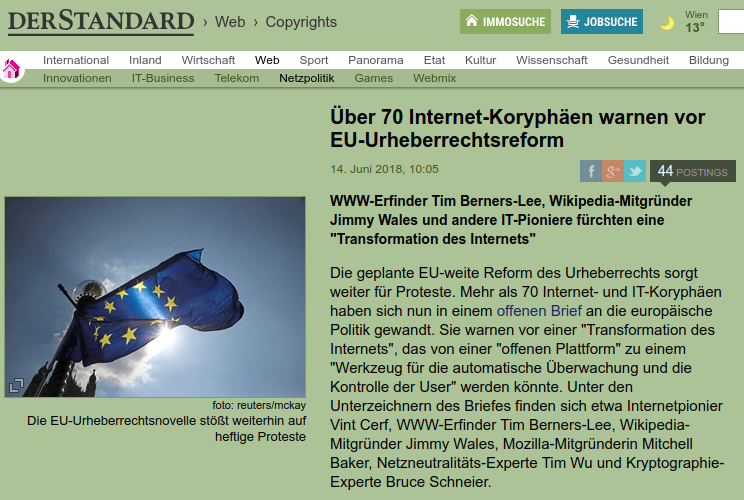 DERSTANDARD › Web › Copyrights
IMMOSUCHE
JOBSUCHE
Wien
13°
International Inland Wirtschaft Web Sport Panorama Etat Kultur Wissenschaft Gesundheit Bildung
Innovationen IT-Business Telekom Netzpolitik Games Webmix
Über 70 Internet-Koryphäen warnen vor
EU-Urheberrechtsreform
14. Juni 2018, 10:05
f g+ 44 POSTINGS
WWW-Erfinder Tim Berners-Lee, Wikipedia-Mitgründer
Jimmy Wales und andere IT-Pioniere fürchten eine
"Transformation des Internets"
foto: reuters/mckay
Die EU-Urheberrechtsnovelle stößt weiterhin auf
heftige Proteste
Die geplante EU-weite Reform des Urheberrechts sorgt
weiter für Proteste. Mehr als 70 Internet- und IT-Koryphäen
haben sich nun in einem offenen Brief an die europäische
Politik gewandt. Sie warnen vor einer "Transformation des
Internets", das von einer "offenen Plattform" zu einem
"Werkzeug für die automatische Überwachung und die
Kontrolle der User" werden könnte. Unter den
Unterzeichnern des Briefes finden sich etwa Internetpionier
Vint Cerf, WWW-Erfinder Tim Berners-Lee, Wikipedia-
Mitgründer Jimmy Wales, Mozilla-Mitgründerin Mitchell
Baker, Netzneutralitäts-Experte Tim Wu und Kryptographie-
Experte Bruce Schneier.